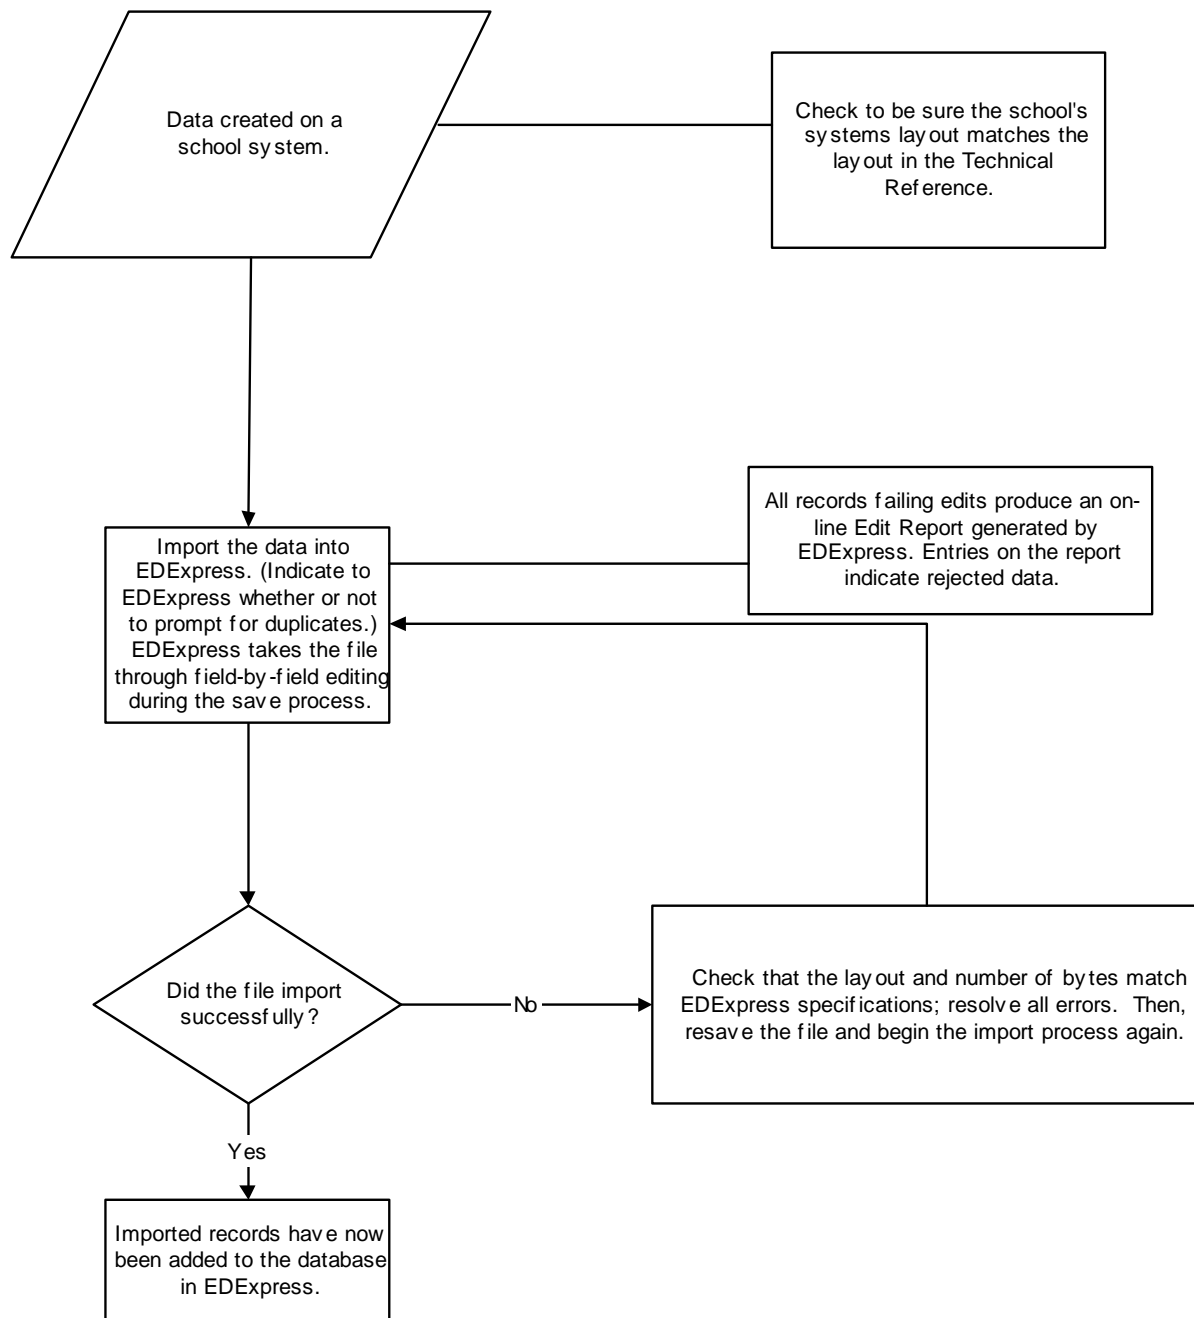 Data created on a
school system.
Check to be sure the school's
systems layout matches the
layout in the Technical
Reference.
Import the data into
EDExpress. (Indicate to
EDExpress whether or not
to prompt for duplicates.)
EDExpress takes the file
through field-by-field editing
during the save process.
All records failing edits produce an on-
line Edit Report generated by
EDExpress. Entries on the report
indicate rejected data.
Did the file import
successfully?
No
Check that the layout and number of bytes match
EDExpress specifications; resolve all errors.  Then,
resave the file and begin the import process again.
Yes
Imported records have now
been added to the database
in EDExpress.